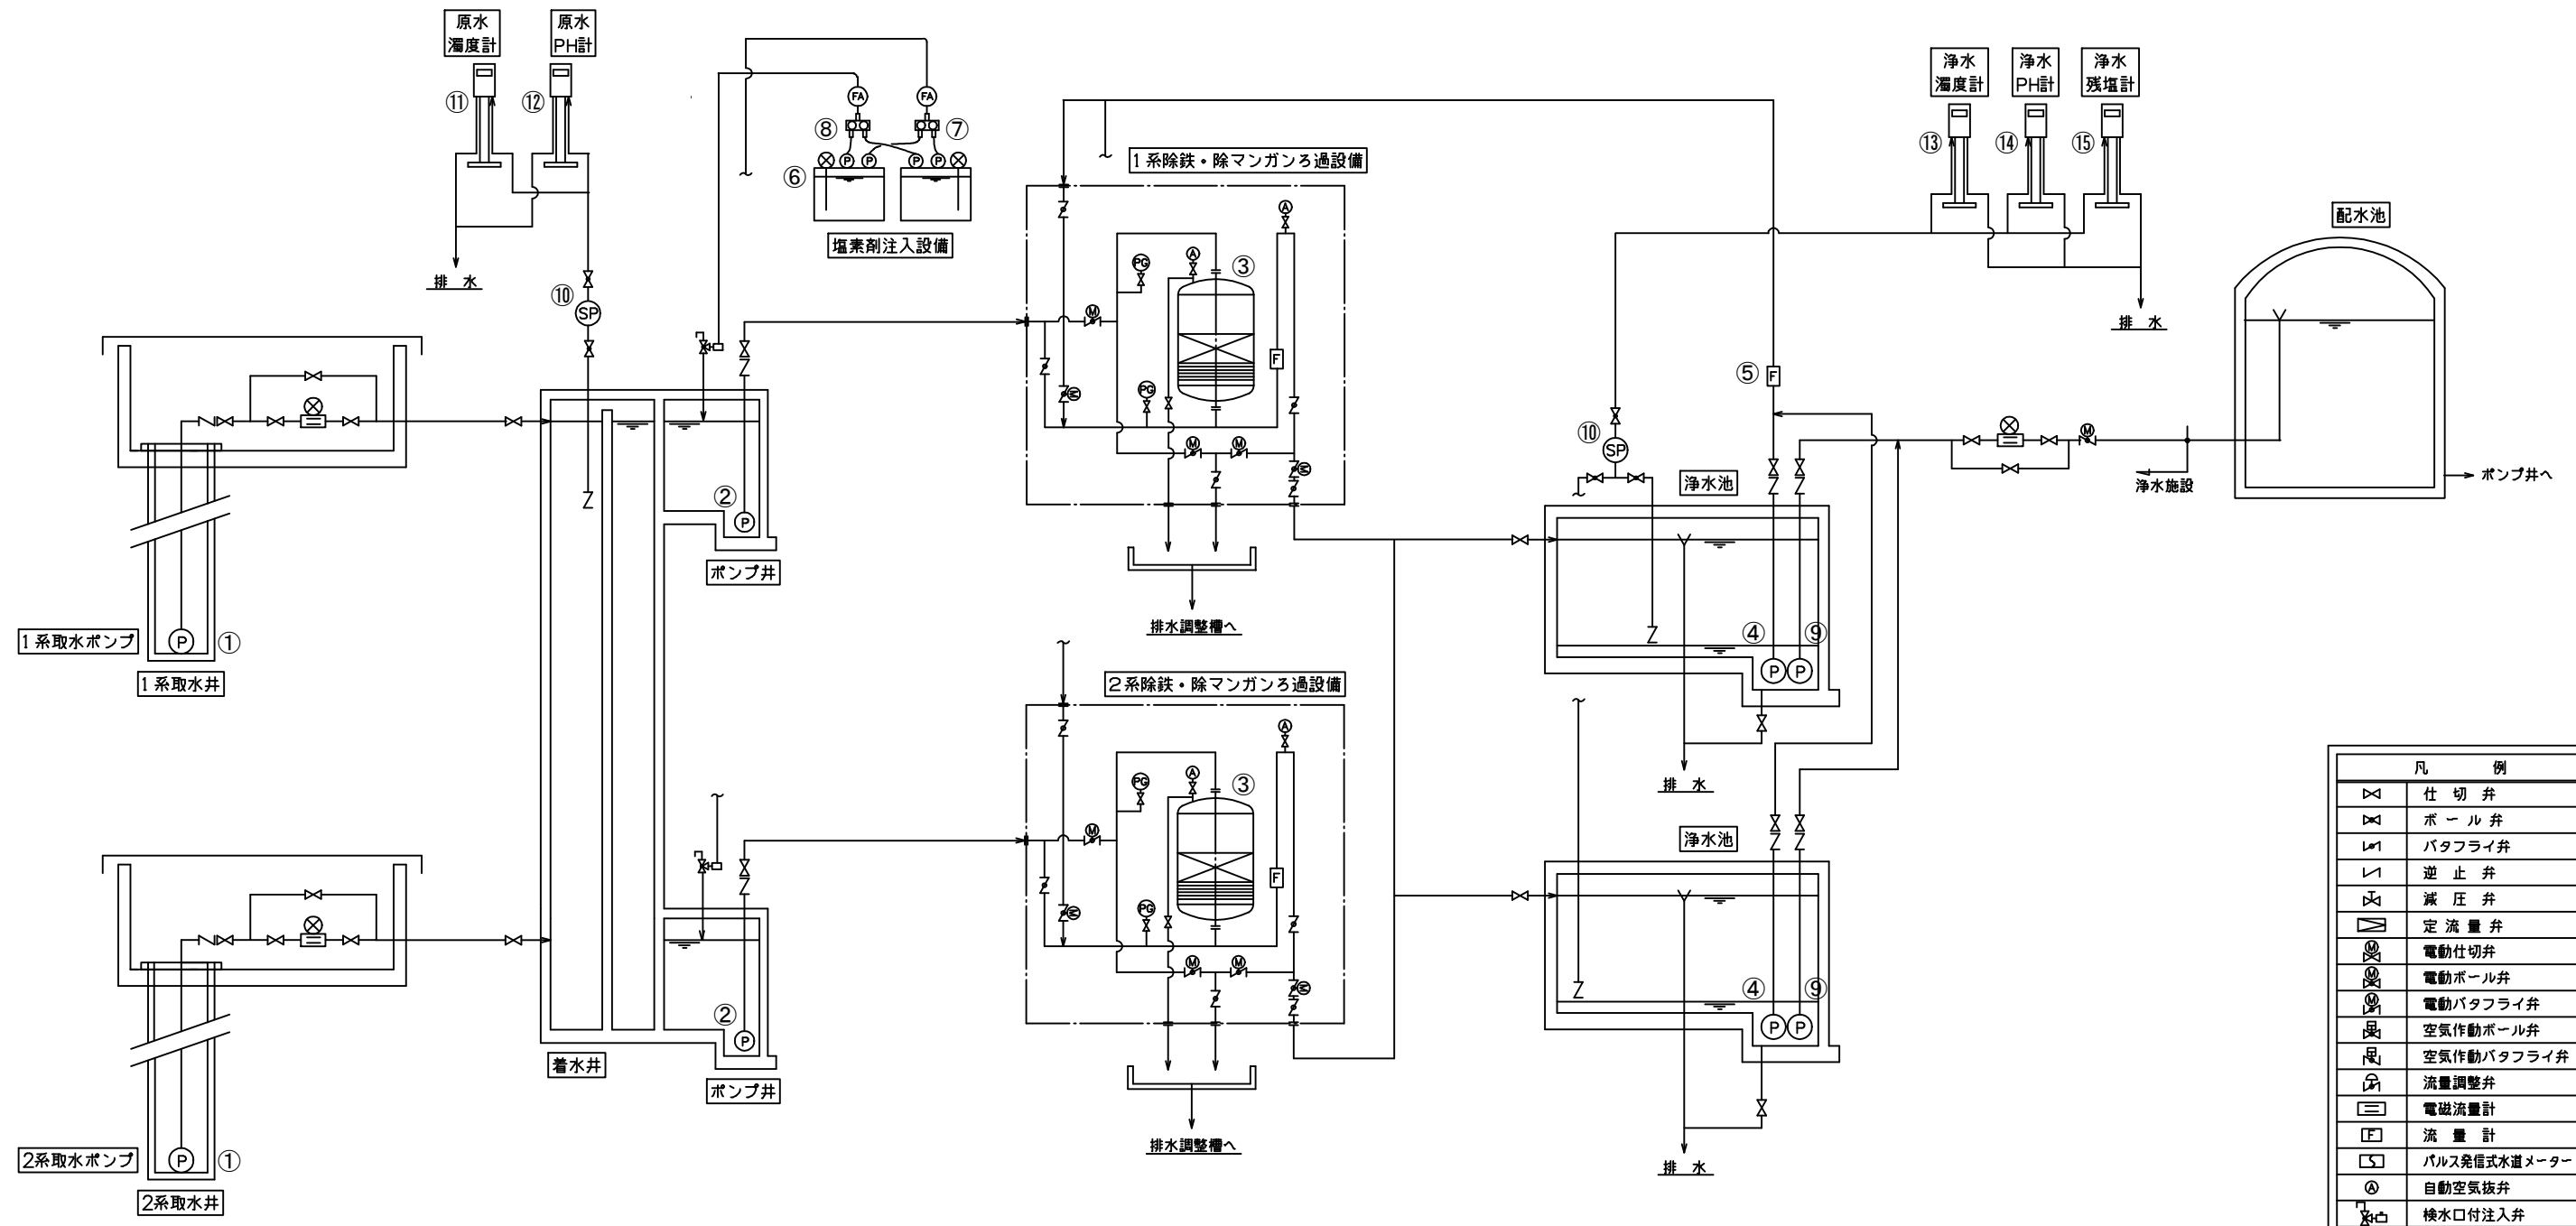 原水
濁度計
原水
PH計
⑪
⑫
FA
FA
⑧
⑦
P
P
P
P
⑥
塩素剤注入設備
排 水
⑩
SP
1系取水ポンプ
P
①
1系取水井
②
P
ポンプ井
1系除鉄・除マンガンろ過設備
A
A
PG
③
M
F
PG
M
M
M
M
排水調整槽へ
浄水
濁度計
浄水
PH計
浄水
残塩計
⑬
⑭
⑮
排 水
⑤
F
⑩
SP
浄水池
④
⑨
P
P
排 水
M
浄水施設
配水池
ポンプ井へ
2系取水ポンプ
P
①
2系取水井
着水井
②
P
ポンプ井
2系除鉄・除マンガンろ過設備
A
A
PG
③
M
F
PG
M
M
M
M
排水調整槽へ
浄水池
④
⑨
P
P
排 水
凡 例
仕 切 弁
ボ ー ル 弁
バタフライ弁
逆 止 弁
減 圧 弁
定 流 量 弁
M 電動仕切弁
M 電動ボール弁
M 電動バタフライ弁
空気作動ボール弁
空気作動バタフライ弁
流量調整弁
電磁流量計
F 流 量 計
パルス発信式水道メーター
A 自動空気抜弁
検水口付注入弁